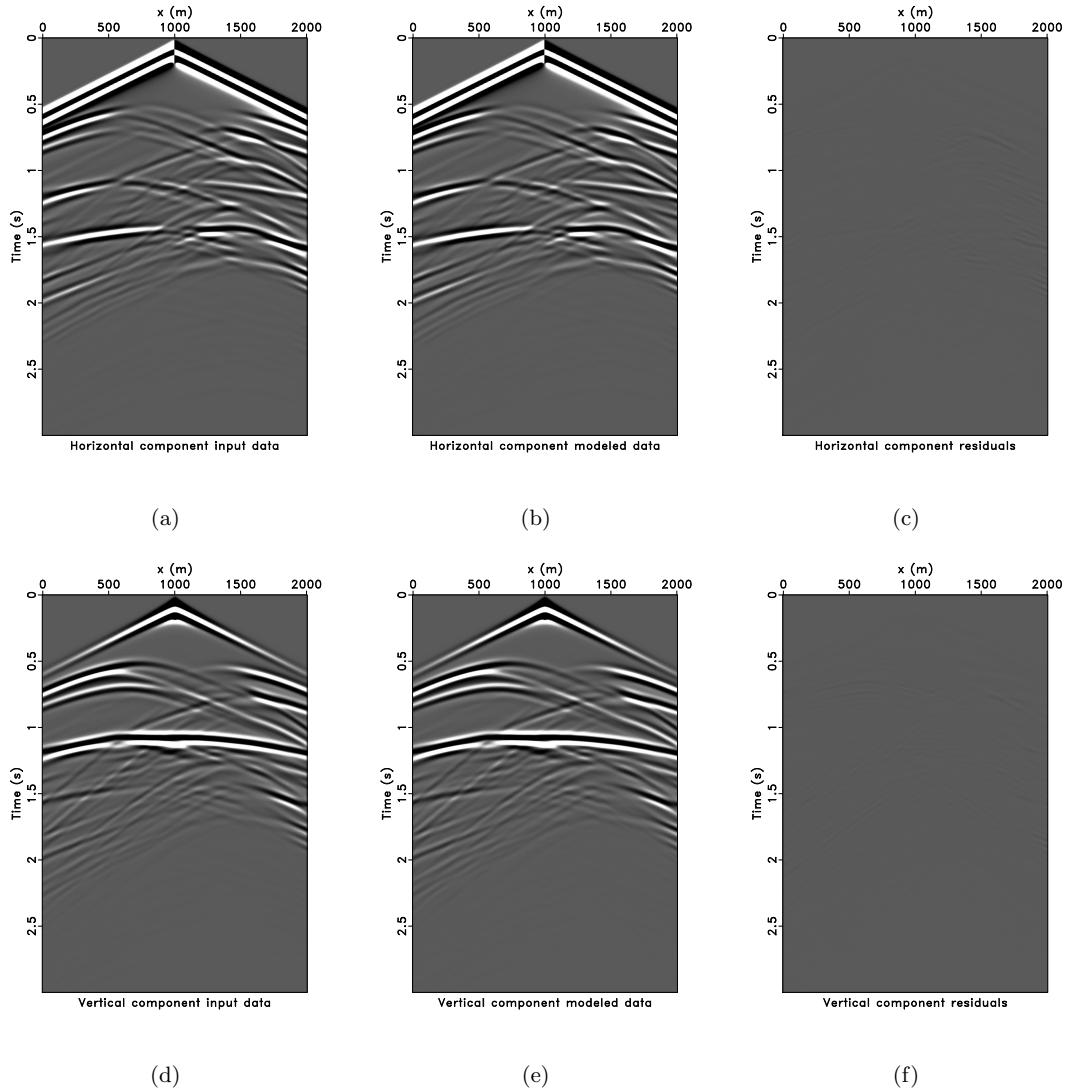 x (m) x (m) x (m)
0 500 1000 1500 2000 0 500 1000 1500 2000 0 500 1000 1500 2000
0 0 0
0.5 0.5 0.5
1 1 1
Time (s) Time (s) Time (s)
1.5 1.5 1.5
2 2 2
2.5 2.5 2.5
Horizontal component input data Horizontal component modeled data Horizontal component residuals
(a) (b) (c)
x (m) x (m) x (m)
0 500 1000 1500 2000 0 500 1000 1500 2000 0 500 1000 1500 2000
0 0 0
0.5 0.5 0.5
1 1 1
Time (s) Time (s) Time (s)
1.5 1.5 1.5
2 2 2
2.5 2.5 2.5
Vertical component input data Vertical component modeled data Vertical component residuals
(d) (e) (f)